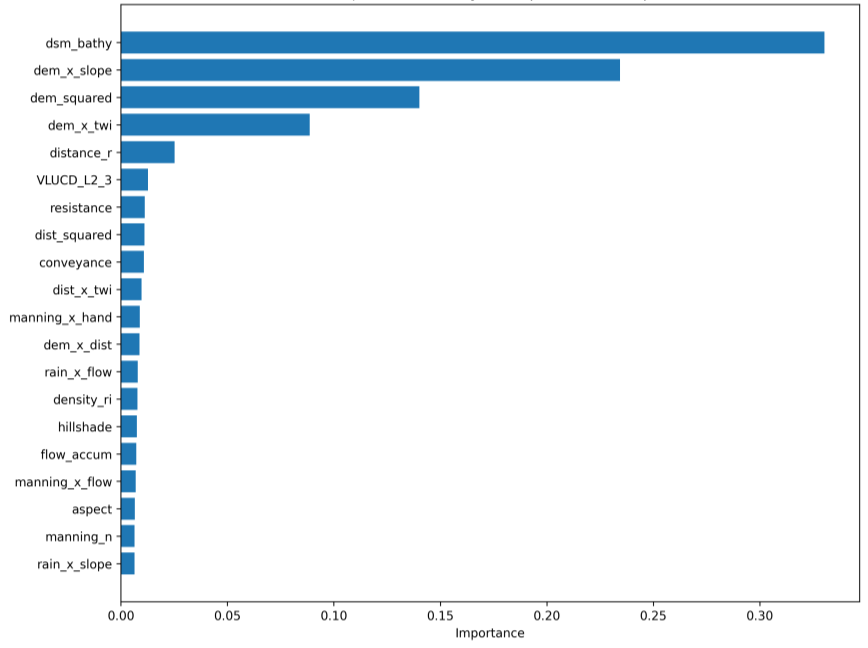 dsm_bathy
dem_x_slope
dem_squared
dem_x_twi
distance_r
VLUCD_L2_3
resistance
dist_squared
conveyance
dist_x_twi
manning_x_hand
dem_x_dist
rain_x_flow
density_ri
hillshade
flow_accum
manning_x_flow
aspect
manning_n
rain_x_slope
0.00 0.05 0.10 0.15 0.20 0.25 0.30
Importance